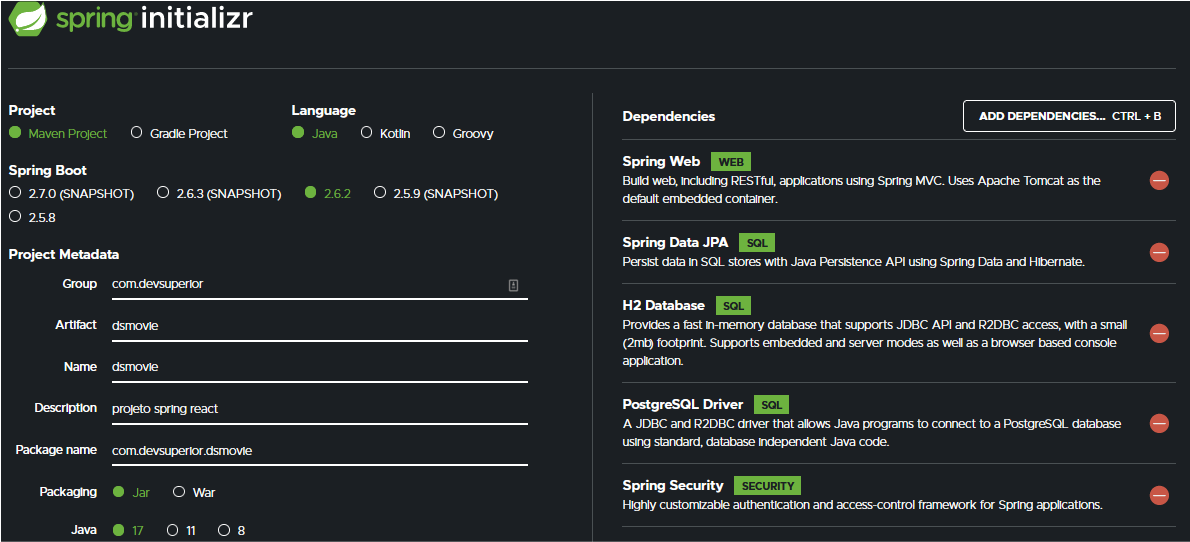 spring initializr
Project
Maven Project Gradle Project
Language
Java Kotlin Groovy
Spring Boot
2.7.0 (SNAPSHOT) 2.6.3 (SNAPSHOT) 2.6.2 2.5.9 (SNAPSHOT)
2.5.8
Project Metadata
Group com.devsuperior
Artifact dsmovie
Name dsmovie
Description projeto spring react
Package name com.devsuperior.dsmovie
Packaging Jar War
Java 17 11 8
Dependencies ADD DEPENDENCIES... CTRL + B
Spring Web WEB
Build web, including RESTful, applications using Spring MVC. Uses Apache Tomcat as the
default embedded container.
Spring Data JPA SQL
Persist data in SQL stores with Java Persistence API using Spring Data and Hibernate.
H2 Database SQL
Provides a fast in-memory database that supports JDBC API and R2DBC access, with a small
(2mb) footprint. Supports embedded and server modes as well as a browser based console
application.
PostgreSQL Driver SQL
A JDBC and R2DBC driver that allows Java programs to connect to a PostgreSQL database
using standard, database independent Java code.
Spring Security SECURITY
Highly customizable authentication and access-control framework for Spring applications.